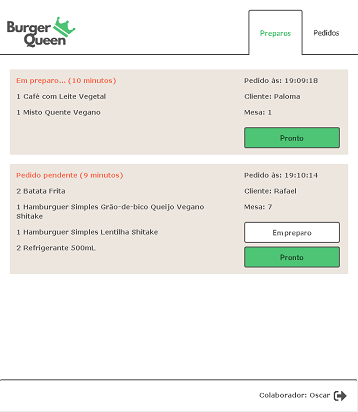 Burger
Queen
Preparos
Pedidos
Em preparo... (10 minutos)
1 Café com Leite Vegetal
1 Misto Quente Vegano
Pedido às: 19:09:18
Cliente: Paloma
Mesa: 1
Pronto
Pedido pendente (9 minutos)
2 Batata Frita
1 Hamburguer Simples Grão-de-bico Queijo Vegano
Shitake
1 Hamburguer Simples Lentilha Shitake
2 Refrigerante 500mL
Pedido às: 19:10:14
Cliente: Rafael
Mesa: 7
Em preparo
Pronto
Colaborador: Oscar